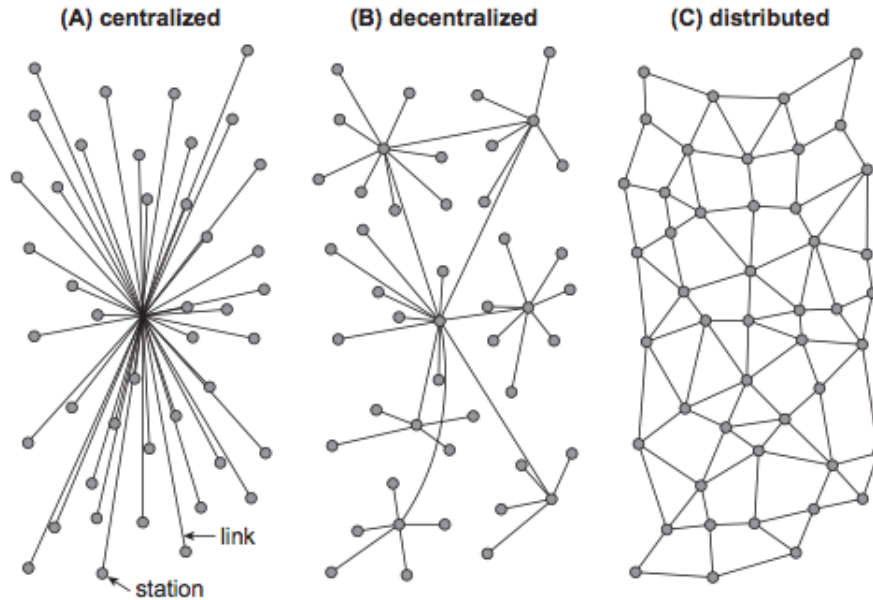 (A) centralized
(B) decentralized
(C) distributed
link
station